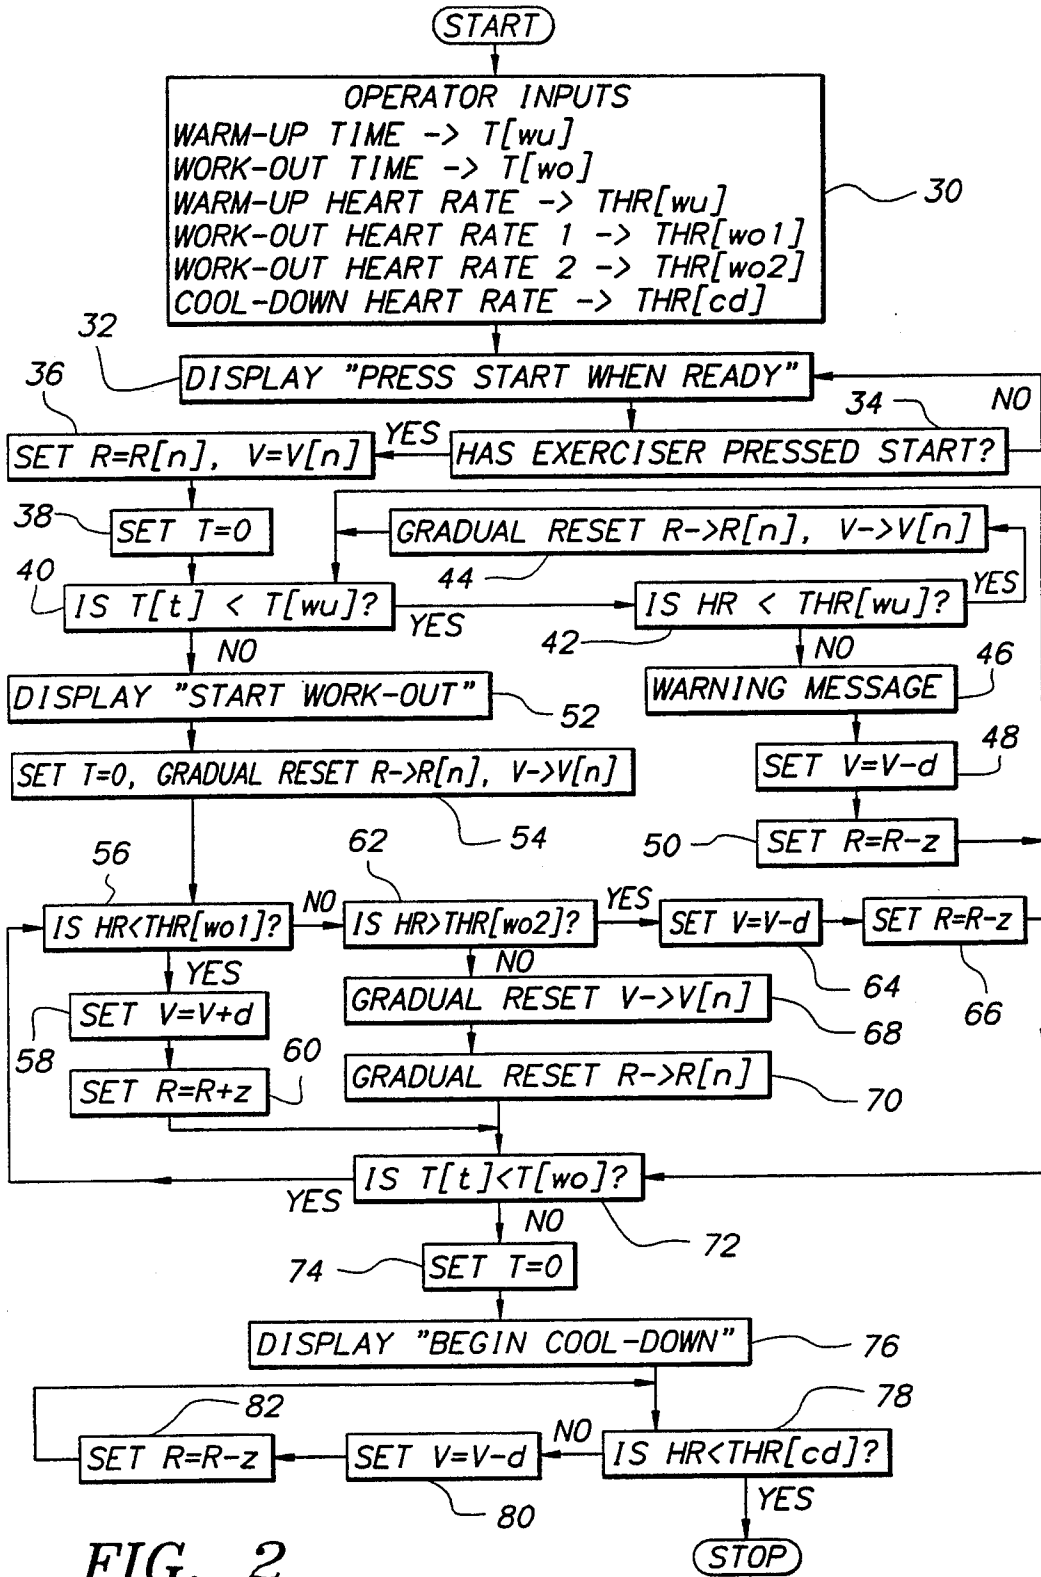 START
OPERATOR INPUTS
WARM-UP TIME -> T[wu]
WORK-OUT TIME -> T[wo]
WARM-UP HEART RATE -> THR[wu]
WORK-OUT HEART RATE 1 -> THR[wo1]
WORK-OUT HEART RATE 2 -> THR[wo2]
COOL-DOWN HEART RATE -> THR[cd]
30
32
DISPLAY "PRESS START WHEN READY"
36
34
NO
SET R=R[n], V=V[n]
YES
HAS EXERCISER PRESSED START?
38
SET T=0
GRADUAL RESET R->R[n], V->V[n]
40
44
IS T[t] < T[wu]?
YES
IS HR < THR[wu]?
YES
42
NO
NO
46
DISPLAY "START WORK-OUT"
52
WARNING MESSAGE
48
SET V=V-d
SET T=0, GRADUAL RESET R->R[n], V->V[n]
54
50
SET R=R-z
56
62
IS HR<THR[wo1]?
NO
IS HR>THR[wo2]?
YES
SET V=V-d
SET R=R-z
YES
NO
64
66
58
SET V=V+d
GRADUAL RESET V->V[n]
68
60
SET R=R+z
GRADUAL RESET R->R[n]
70
IS T[t]<T[wo]?
YES
NO
72
74
SET T=0
DISPLAY "BEGIN COOL-DOWN"
76
82
78
SET R=R-z
SET V=V-d
NO
IS HR<THR[cd]?
80
YES
STOP
FIG. 2